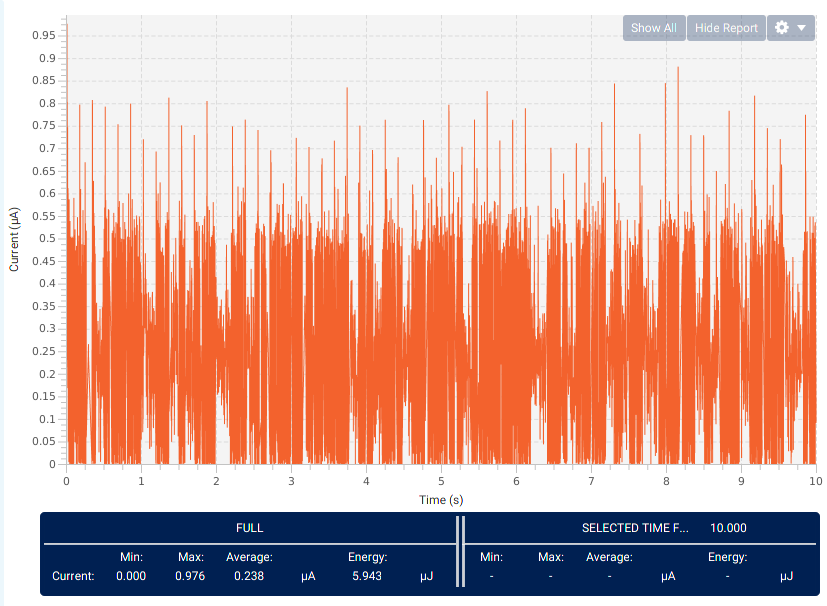 Show All Hide Report
0.95
0.9
0.85
0.8
0.75
0.7
0.65
0.6
0.55
0.5
0.45
0.4
0.35
0.3
0.25
0.2
0.15
0.1
0.05
0
Current (µA)
0 1 2 3 4 5 6 7 8 9 10
Time (s)
FULL SELECTED TIME F... 10.000
Min: Max: Average: Energy: Min: Max: Average: Energy:
Current: 0.000 0.976 0.238 µA 5.943 µJ - - - µA - µJ